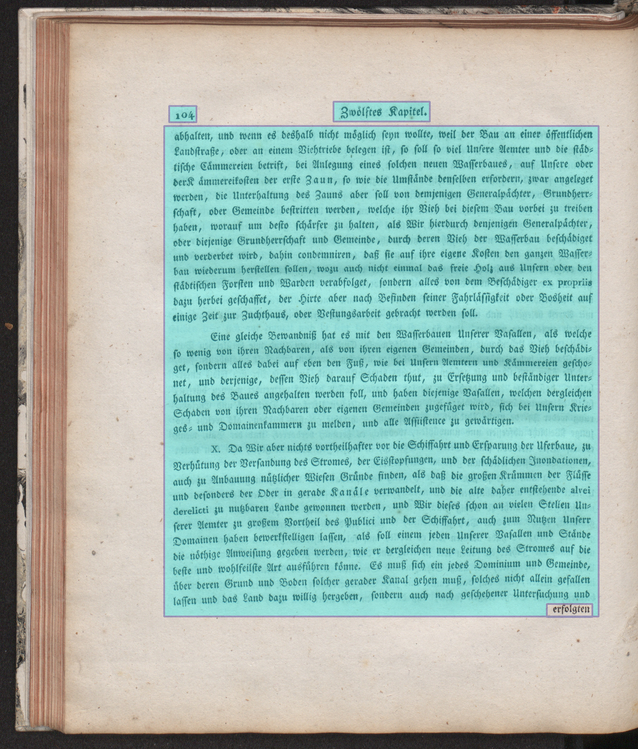 104
Zwölftes Kapitel.
abhalten, und wenn es deshalb nicht möglich seyn wollte, weil der Bau an einer öffentlichen
Landstraße, oder an einem Viehtriebe belegen ist, so soll so viel Unsere Aemter und die städ-
tische Cämmereien betrift, bei Anlegung eines solchen neuen Wasserbaues, auf Unsere oder
derK ämmereikosten der erste Zaun, so wie die Umstände denselben erfordern, zwar angeleget
werden, die Unterhaltung des Zauns aber soll von demjenigen Generalpächter, Grundherr-
schaft, oder Gemeinde bestritten werden, welche ihr Vieh bei diesem Bau vorbei zu treiben
haben, worauf um desto schärfer zu halten, als Wir hierdurch denjenigen Generalpächter,
oder diejenige Grundherrschaft und Gemeinde, durch deren Vieh der Wasserbau beschädiget
und verderbet wird, dahin condemniren, daß sie auf ihre eigene Kosten den ganzen Wasser-
bau wiederum herstellen sollen, wozu auch nicht einmal das freie Holz aus Unsern oder den
städtischen Forsten und Warden verabfolget, sondern alles von dem Beschädiger ex propriis
dazu herbei geschaffet, der Hirte aber nach Befinden seiner Fahrläßigkeit oder Bosheit auf
einige Zeit zur Zuchthaus, oder Vestungsarbeit gebracht werden soll.
Eine gleiche Bewandniß hat es mit den Wasserbauen Unserer Vasallen, als welche
so wenig von ihren Nachbaren, als von ihren eigenen Gemeinden, durch das Vieh beschädi-
get, sondern alles dabei auf eben den Fuß, wie bei Unsern Aemtern und Kämmereien gescho-
net, und derjenige, dessen Vieh darauf Schaden thut, zu Ersetzung und beständiger Unter-
haltung des Baues angehalten werden soll, und haben diejenige Vasallen, welchen dergleichen
Schaden von ihren Nachbaren oder eigenen Gemeinden zugefüget wird, sich bei Unsern Krie-
ges- und Domainenkammern zu melden, und alle Assistence zu gewärtigen.
X. Da Wir aber nichts vortheilhafter vor die Schiffahrt und Ersparung der Uferbaue, zu
Verhütung der Versandung des Stromes, der Eisstopfungen, und der schädlichen Inondationen,
auch zu Anbauung nützlicher Wiesen Gründe finden, als daß die großen Krümmen der Flüsse
und besonders der Oder in gerade Kanäle verwandelt, und die alte daher entstehende alvei
derelicti zu nutzbaren Lande gewonnen werden, und Wir dieses schon an vielen Stellen Un-
serer Aemter zu großem Vortheil des Publici und der Schiffahrt, auch zum Nutzen Unserr
Domainen haben bewerkstelligen lassen, als soll einem jeden Unserer Vasallen und Stände
die nöthige Anweisung gegeben werden, wie er dergleichen neue Leitung des Stromes auf die
beste und wohlfeilste Art ausführen könne. Es muß sich ein jedes Dominium und Gemeinde,
über deren Grund und Boden solcher gerader Kanal gehen muß, solches nicht allein gefallen
lassen und das Land dazu willig hergeben, sondern auch nach geschehener Untersuchung und
erfolgten